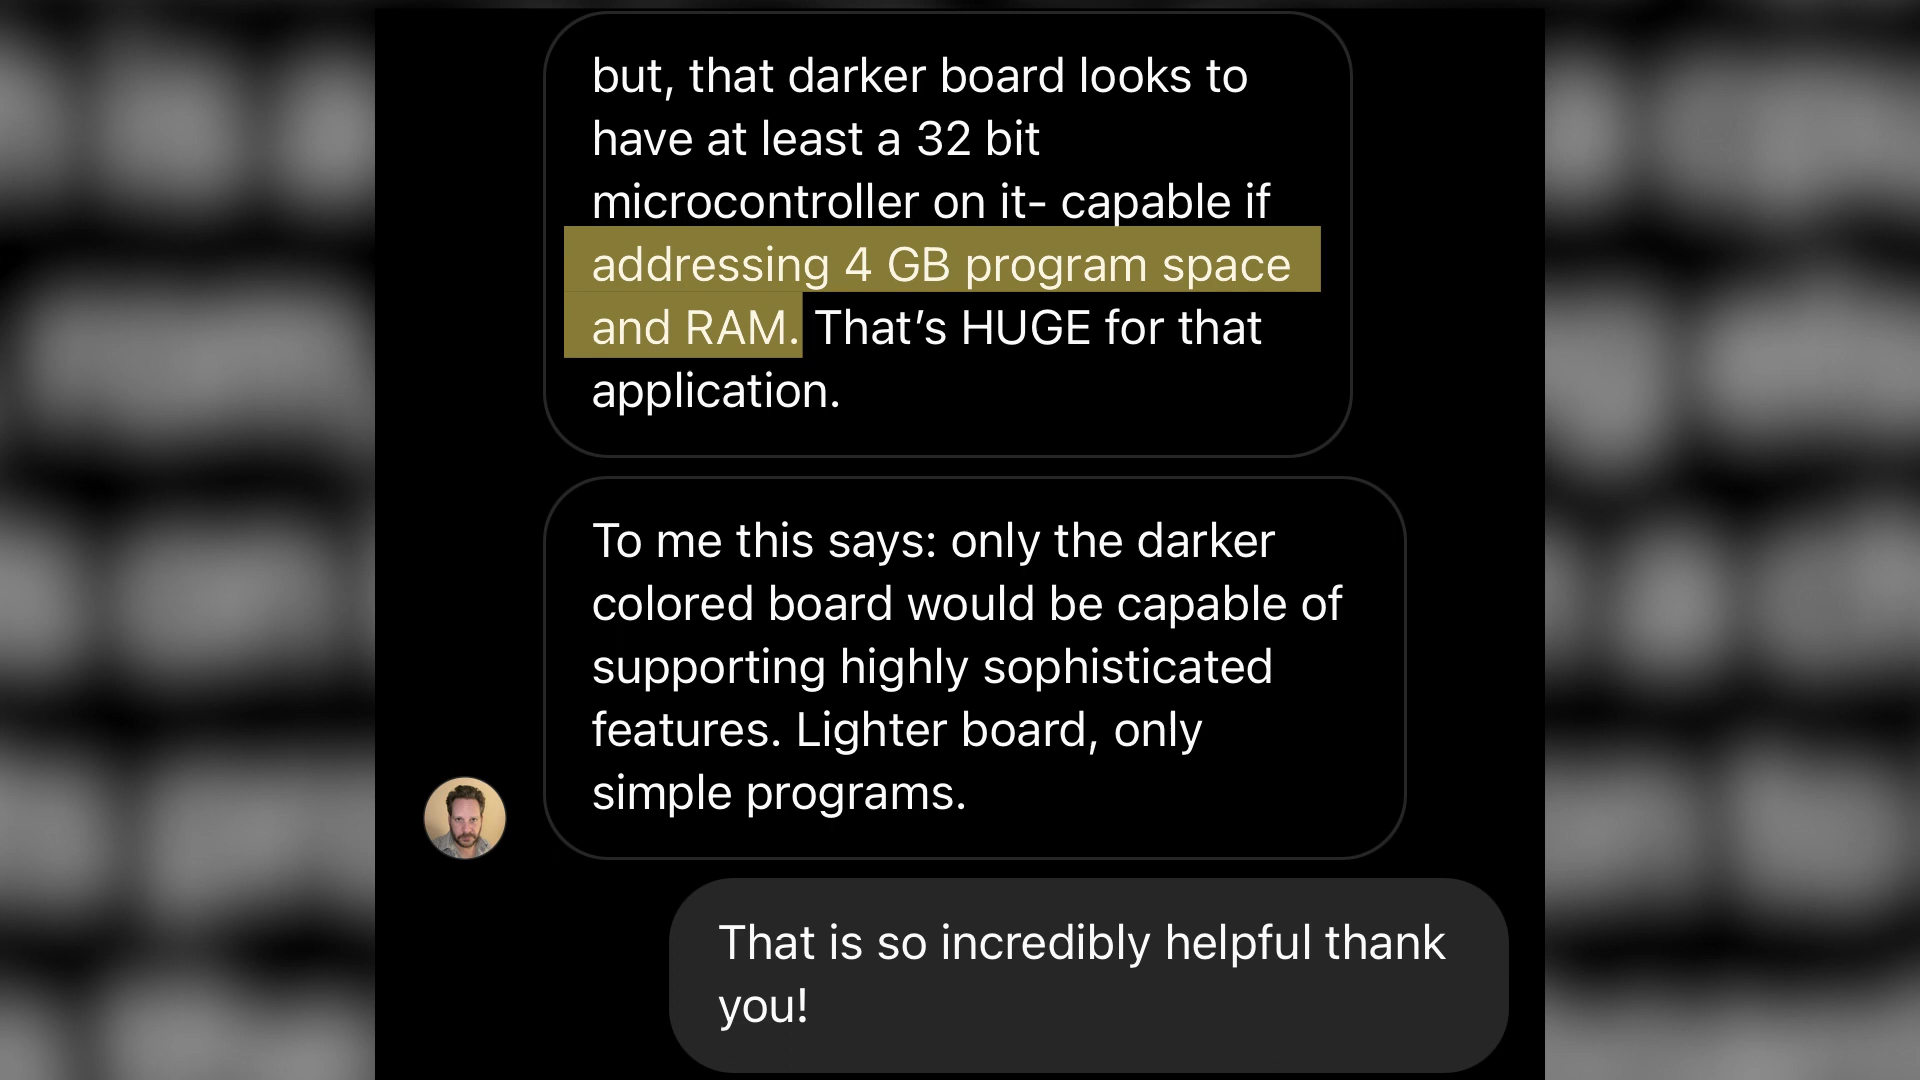 but, that darker board looks to
have at least a 32 bit
microcontroller on it- capable if
addressing 4 GB program space
and RAM. That’s HUGE for that
application.
To me this says: only the darker
colored board would be capable of
supporting highly sophisticated
features. Lighter board, only
simple programs.
That is so incredibly helpful thank
you!